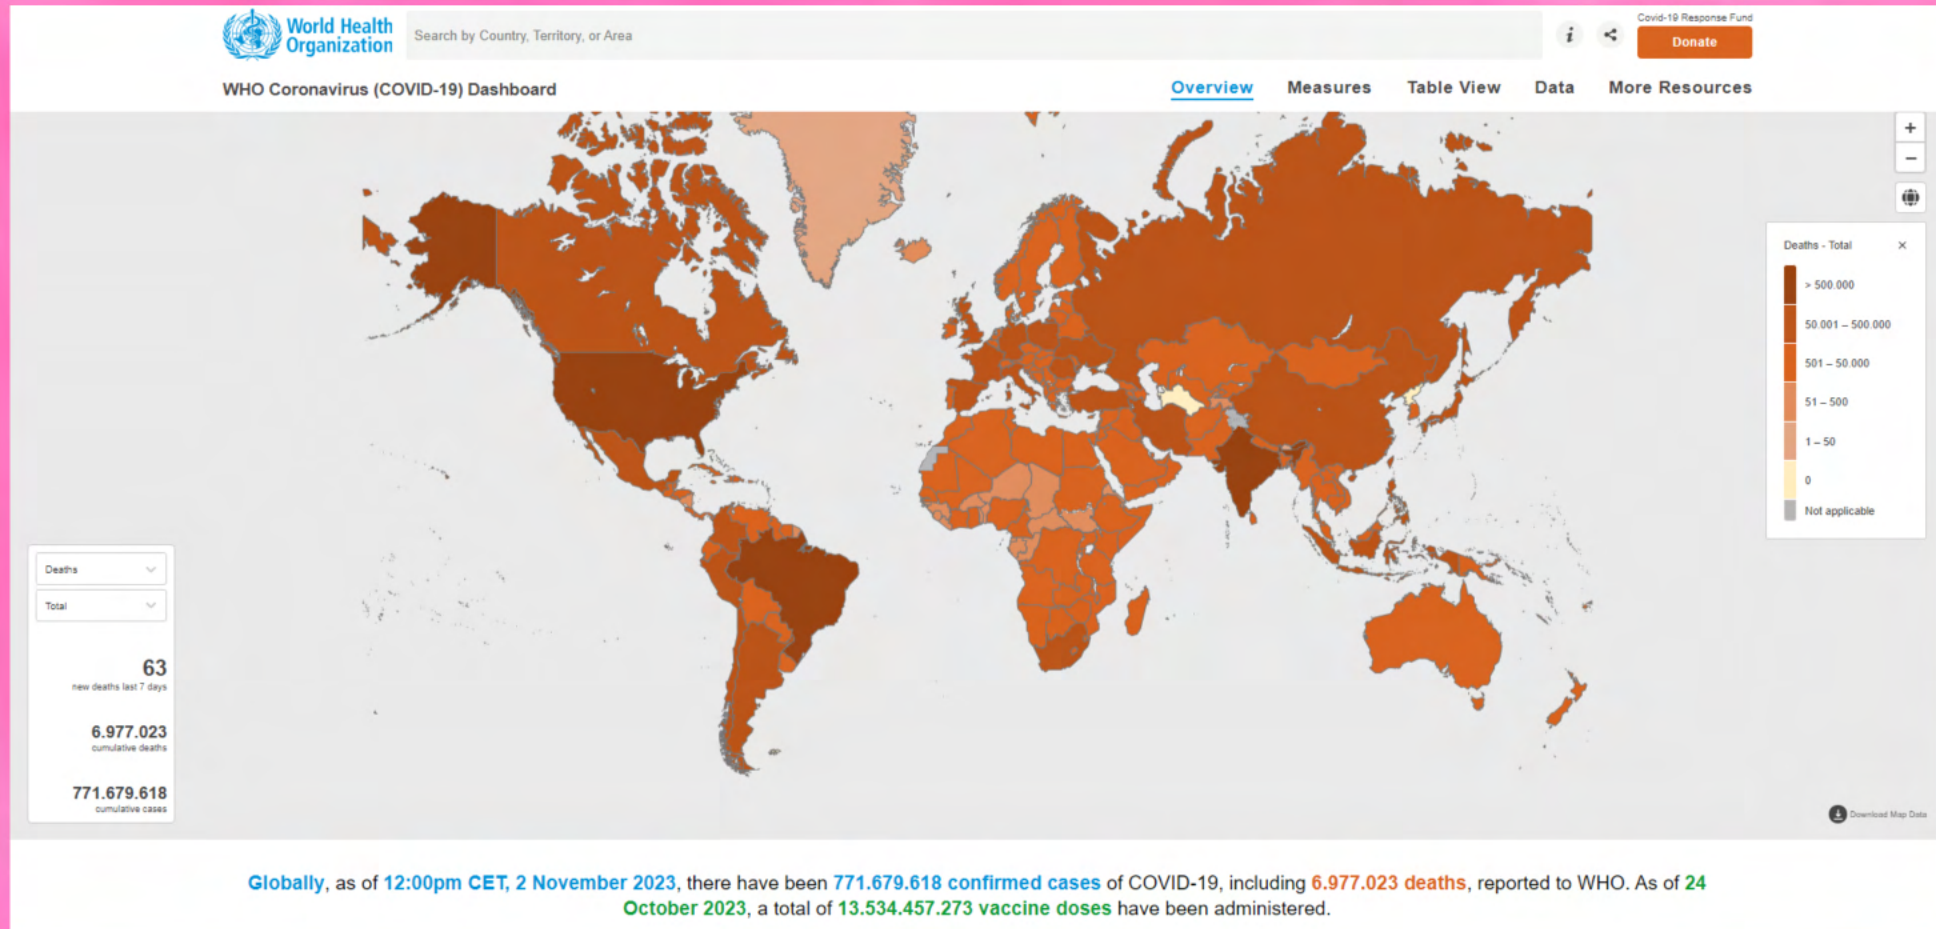 World Health
Organization
Search by Country, Territory, or Area
i
Covid-19 Response Fund
Donate
WHO Coronavirus (COVID-19) Dashboard
Overview
Measures
Table View
Data
More Resources
+
−
Deaths - Total
×
> 500.000
50.001 – 500.000
501 – 50.000
51 – 500
1 – 50
0
Not applicable
Deaths
Total
63
new deaths last 7 days
6.977.023
cumulative deaths
771.679.618
cumulative cases
Download Map Data
Globally, as of 12:00pm CET, 2 November 2023, there have been 771.679.618 confirmed cases of COVID-19, including 6.977.023 deaths, reported to WHO. As of 24
October 2023, a total of 13.534.457.273 vaccine doses have been administered.